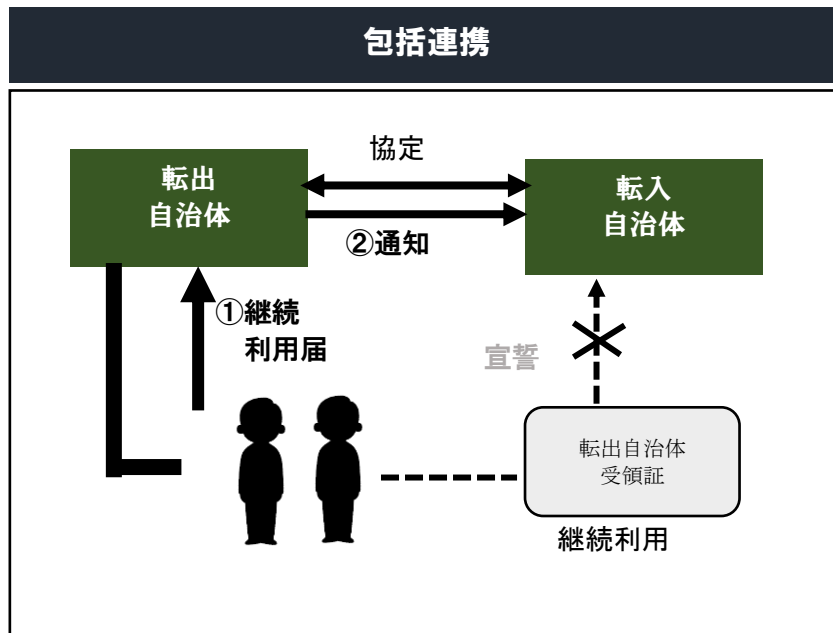 包括連携
協定
転出
自治体
転入
自治体
②通知
①継続
利用届
宣誓
転出自治体
受領証
継続利用